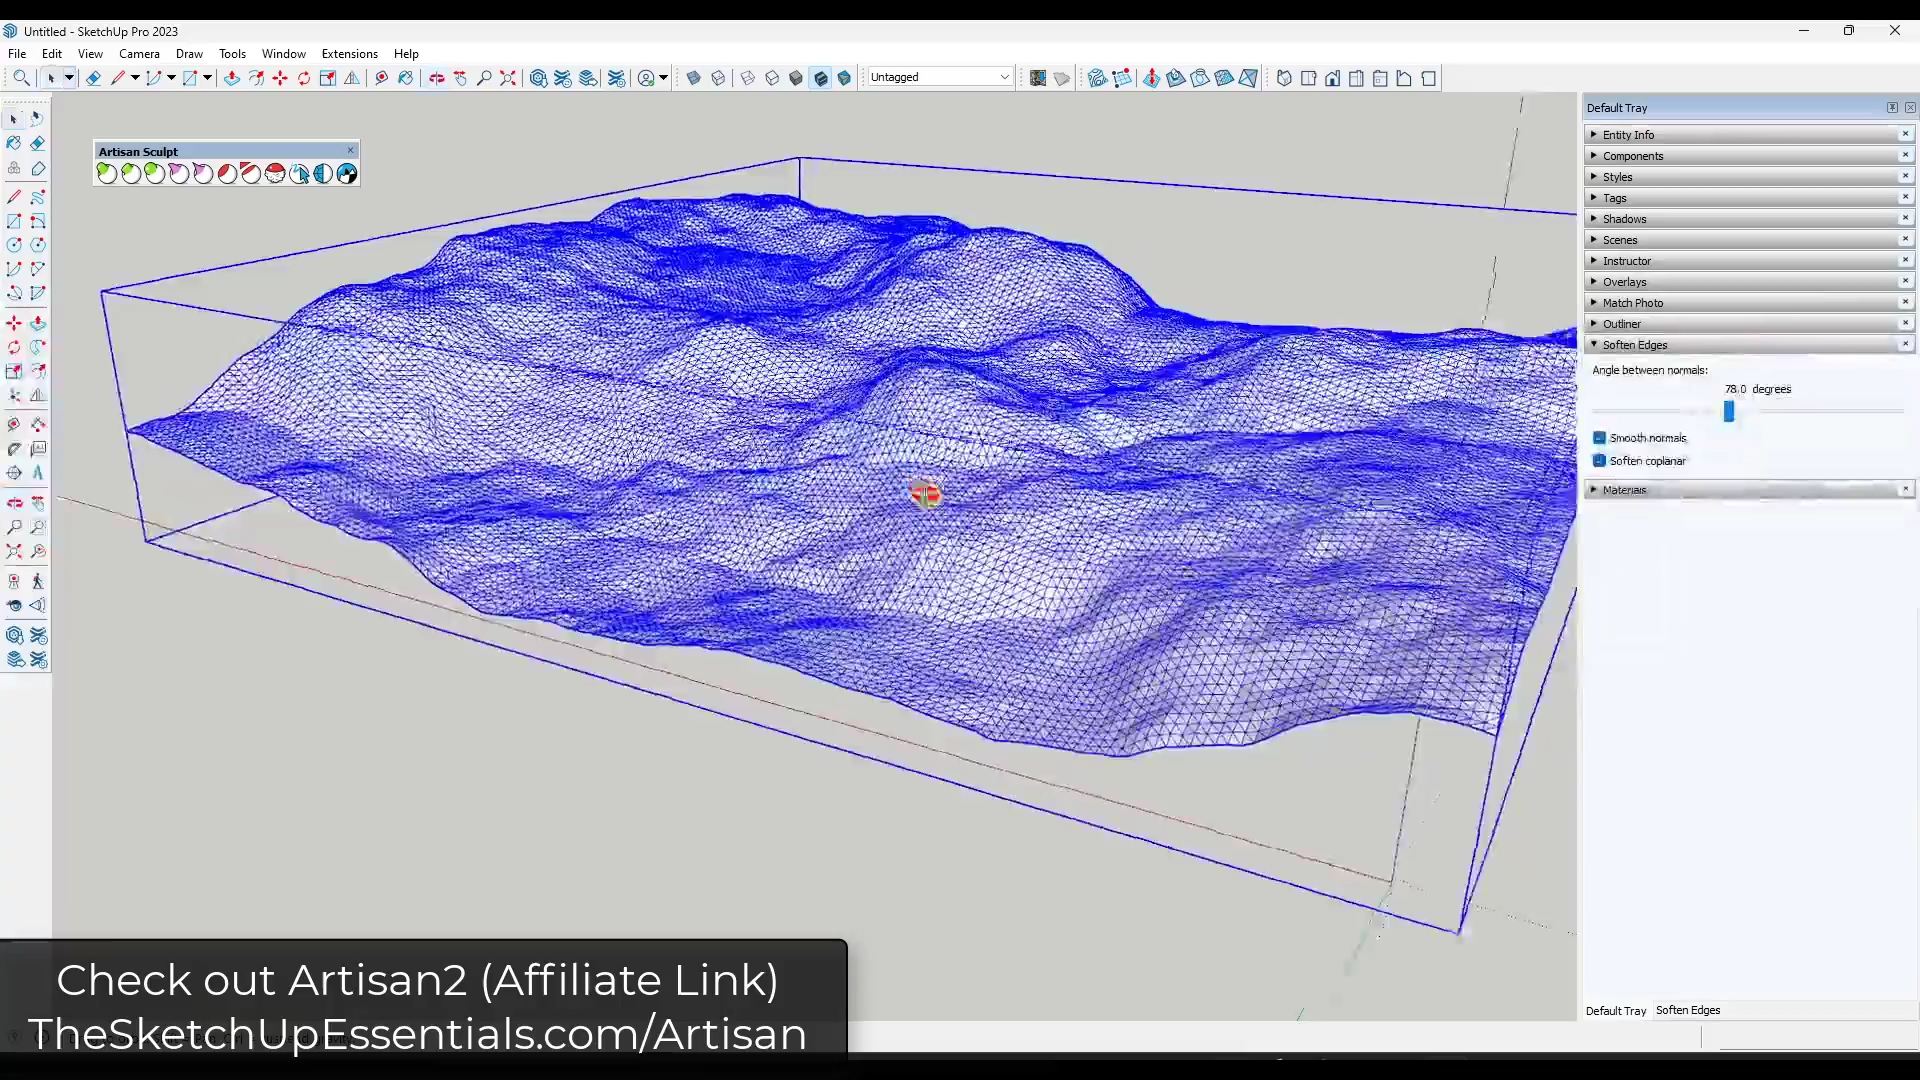 Untitled - SketchUp Pro 2023
File Edit View Camera Draw Tools Window Extensions Help
Untagged
Default Tray
Artisan Sculpt
Entity Info
Components
Styles
Tags
Shadows
Scenes
Instructor
Overlays
Match Photo
Outliner
Soften Edges
Angle between normals:
78.0 degrees
Smooth normals
Soften coplanar
Materials
Default Tray Soften Edges
Check out Artisan2 (Affiliate Link)
TheSketchUpEssentials.com/Artisan